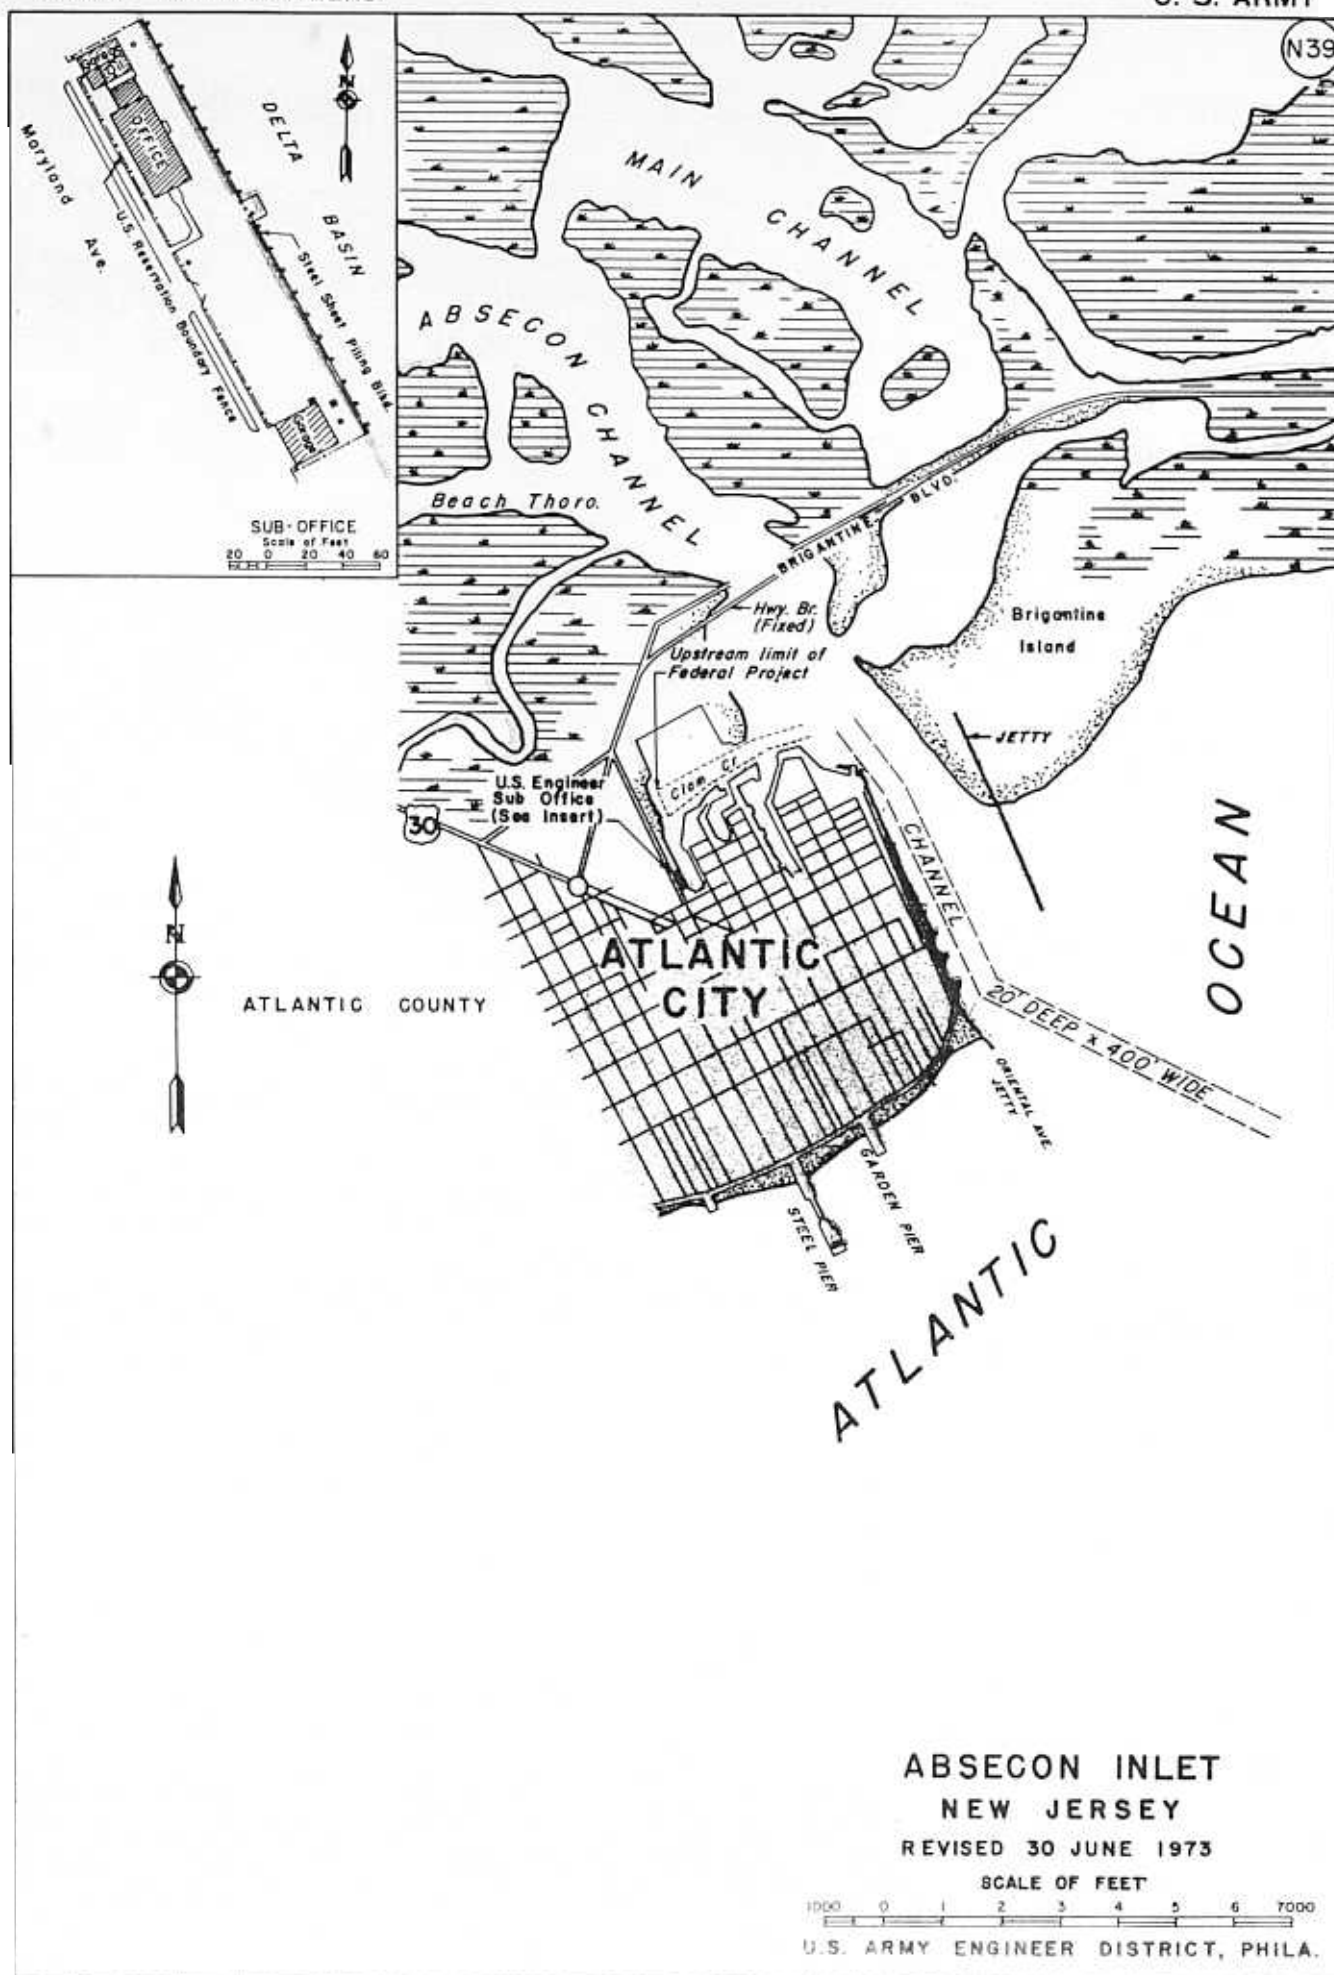 U. S. ARMY
N39
Garage
Oil
OFFICE
DELTA
BASIN
Maryland
Ave.
U.S. Reservation Boundary Fence
Steel Sheet Piling Blkd.
Garage
SUB-OFFICE
Scale of Feet
20 0 20 40 60
MAIN
CHANNEL
ABSECON
CHANNEL
Beach Thoro.
BRIGANTINE BLVD.
Hwy. Br.
(Fixed)
Upstream limit of
Federal Project
Brigantine
Island
JETTY
Clam Cr.
U.S. Engineer
Sub Office
(See Insert)
30
CHANNEL
OCEAN
N
ATLANTIC COUNTY
ATLANTIC
CITY
20' DEEP x 400' WIDE
ORIENTAL AVE.
JETTY
GARDEN PIER
STEEL PIER
ATLANTIC
ABSECON INLET
NEW JERSEY
REVISED 30 JUNE 1973
SCALE OF FEET
1000 0 1 2 3 4 5 6 7000
U.S. ARMY ENGINEER DISTRICT, PHILA.